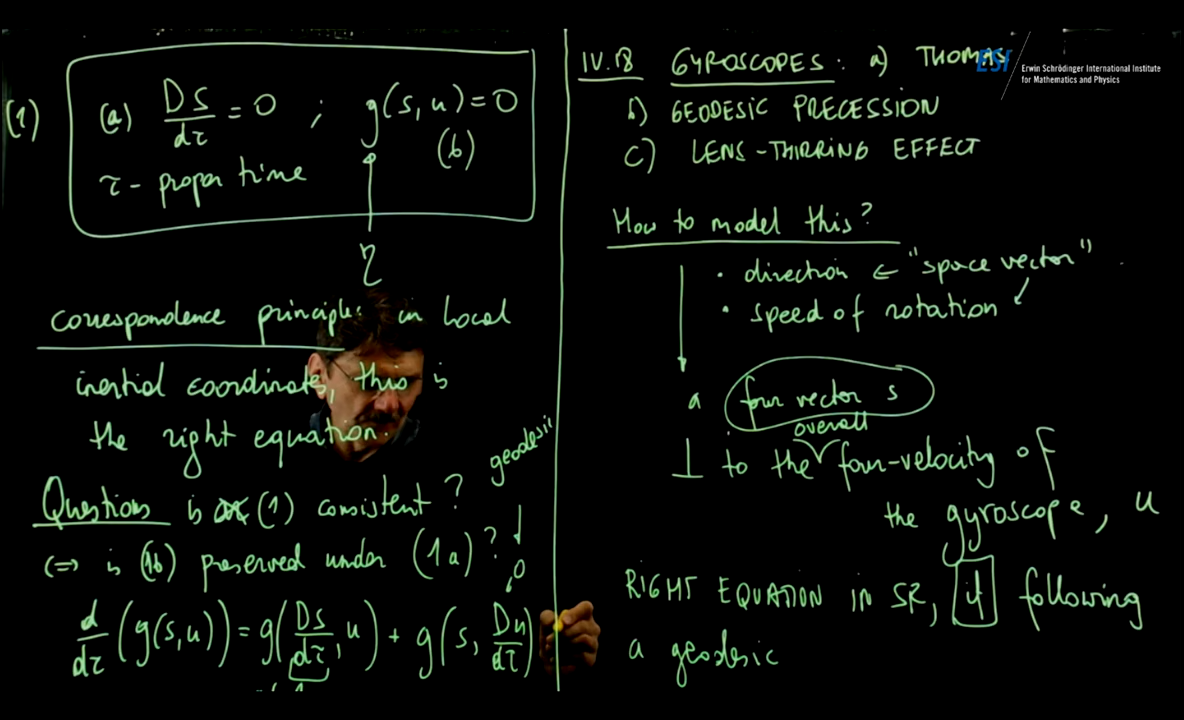 (1) (a) Ds/dτ = 0 ; g(s, u) = 0 (b)
τ - proper time
η
correspondence principle: in local
inertial coordinates, this is
the right equation.
Question: is (1) consistent?
(=) is (1b) preserved under (1a)?
geodesic
0
d/dτ (g(s, u)) = g(Ds/dτ, u) + g(s, Du/dτ)
IV.18 GYROSCOPES: a) THOMAS
b) GEODESIC PRECESSION
c) LENS-THIRRING EFFECT
How to model this?
• direction ∈ "space vector"
• speed of rotation
a four vector s
overall
⊥ to the four-velocity of
the gyroscope, u
RIGHT EQUATION IN SR, if following
a geodesic
ESI Erwin Schrödinger International Institute
for Mathematics and Physics